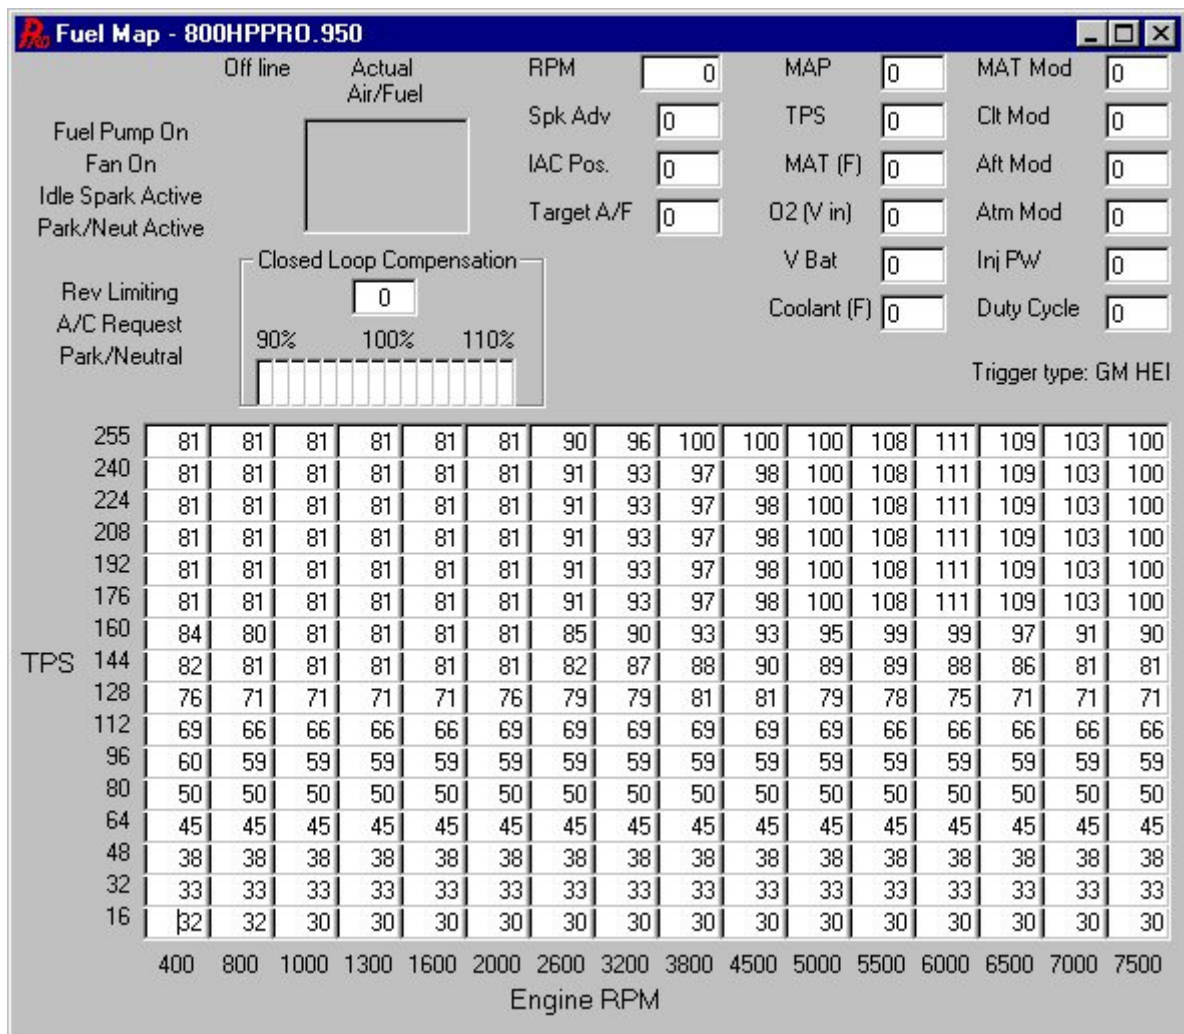 Pro Fuel Map - 800HPPRO.950
Off line Actual Air/Fuel RPM 0 MAP 0 MAT Mod 0
Spk Adv 0 TPS 0 Clt Mod 0
Fuel Pump On
Fan On IAC Pos. 0 MAT (F) 0 Aft Mod 0
Idle Spark Active
Park/Neut Active Target A/F 0 O2 (V in) 0 Atm Mod 0
Closed Loop Compensation V Bat 0 Inj PW 0
Rev Limiting 0
A/C Request Coolant (F) 0 Duty Cycle 0
Park/Neutral 90% 100% 110%
Trigger type: GM HEI
255 81 81 81 81 81 81 90 96 100 100 100 108 111 109 103 100
240 81 81 81 81 81 81 91 93 97 98 100 108 111 109 103 100
224 81 81 81 81 81 81 91 93 97 98 100 108 111 109 103 100
208 81 81 81 81 81 81 91 93 97 98 100 108 111 109 103 100
192 81 81 81 81 81 81 91 93 97 98 100 108 111 109 103 100
176 81 81 81 81 81 81 91 93 97 98 100 108 111 109 103 100
160 84 80 81 81 81 81 85 90 93 93 95 99 99 97 91 90
TPS 144 82 81 81 81 81 81 82 87 88 90 89 89 88 86 81 81
128 76 71 71 71 71 76 79 79 81 81 79 78 75 71 71 71
112 69 66 66 66 66 69 69 69 69 69 69 66 66 66 66 66
96 60 59 59 59 59 59 59 59 59 59 59 59 59 59 59 59
80 50 50 50 50 50 50 50 50 50 50 50 50 50 50 50 50
64 45 45 45 45 45 45 45 45 45 45 45 45 45 45 45 45
48 38 38 38 38 38 38 38 38 38 38 38 38 38 38 38 38
32 33 33 33 33 33 33 33 33 33 33 33 33 33 33 33 33
16 32 32 30 30 30 30 30 30 30 30 30 30 30 30 30 30
400 800 1000 1300 1600 2000 2600 3200 3800 4500 5000 5500 6000 6500 7000 7500
Engine RPM